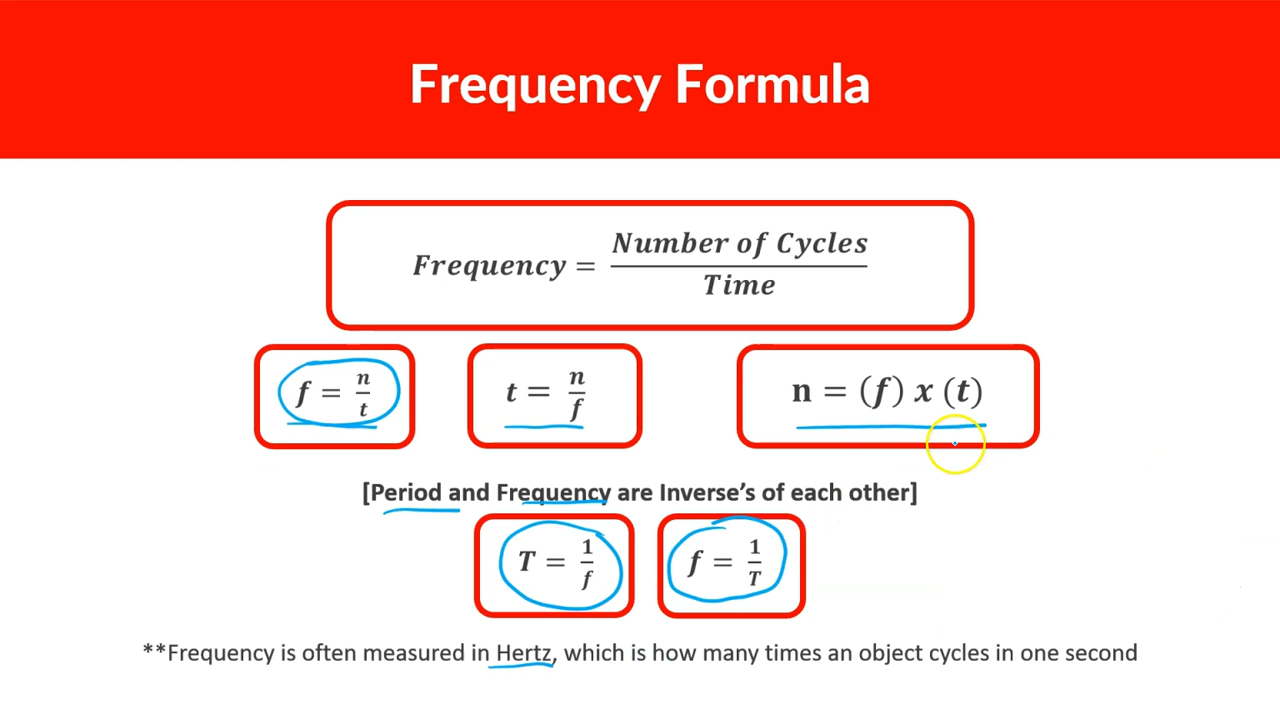 Frequency Formula
Frequency = Number of Cycles / Time
f = n/t
t = n/f
n = (f) x (t)
[Period and Frequency are Inverse's of each other]
T = 1/f
f = 1/T
**Frequency is often measured in Hertz, which is how many times an object cycles in one second